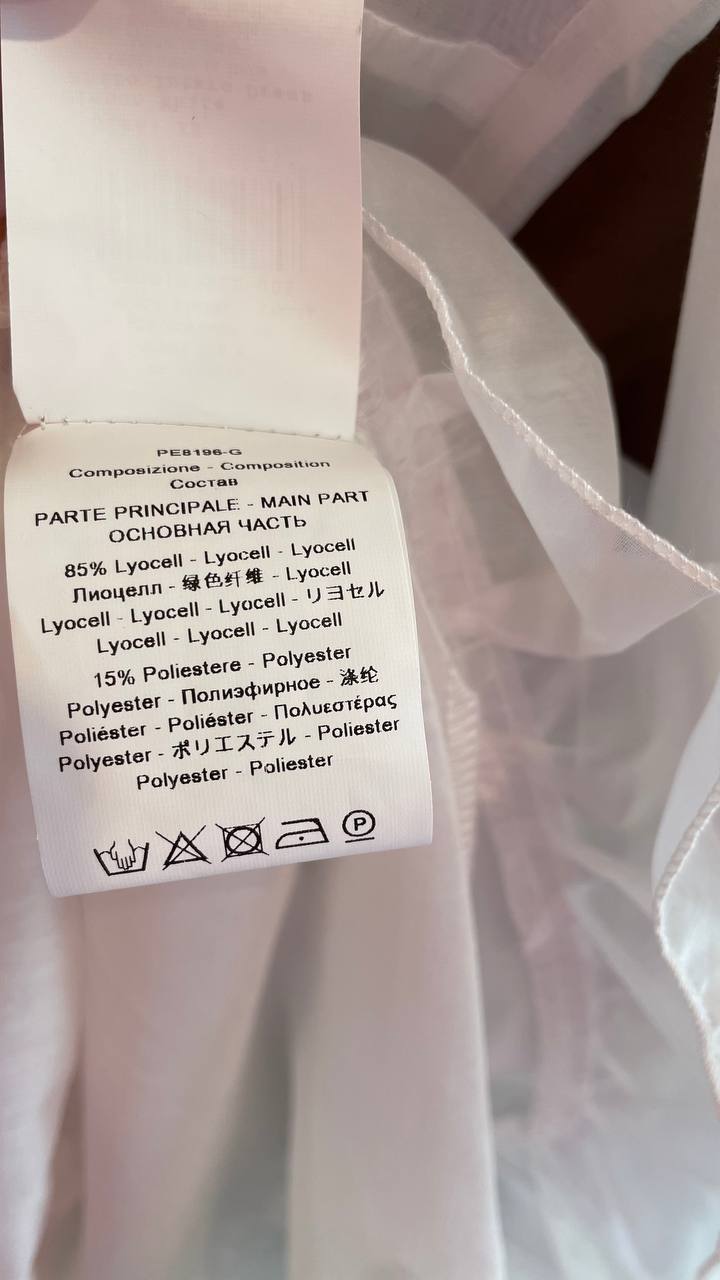 PE8196-G
Composizione - Composition
Состав
PARTE PRINCIPALE - MAIN PART
ОСНОВНАЯ ЧАСТЬ
85% Lyocell - Lyocell - Lyocell
Лиоцелл - 绿色纤维 - Lyocell
Lyocell - Lyocell - Lyocell - リヨセル
Lyocell - Lyocell - Lyocell
15% Poliestere - Polyester
Polyester - Полиэфирное - 涤纶
Poliéster - Poliéster - Πολυεστέρας
Polyester - ポリエステル - Poliester
Polyester - Poliester
P